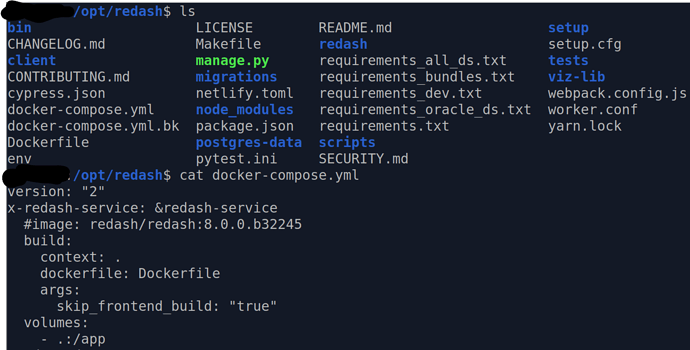 :/opt/redash$ ls
bin LICENSE README.md setup
CHANGELOG.md Makefile redash setup.cfg
client manage.py requirements_all_ds.txt tests
CONTRIBUTING.md migrations requirements_bundles.txt viz-lib
cypress.json netlify.toml requirements_dev.txt webpack.config.js
docker-compose.yml node_modules requirements_oracle_ds.txt worker.conf
docker-compose.yml.bk package.json requirements.txt yarn.lock
Dockerfile postgres-data scripts
env pytest.ini SECURITY.md
:/opt/redash$ cat docker-compose.yml
version: "2"
x-redash-service: &redash-service
  #image: redash/redash:8.0.0.b32245
  build:
    context: .
    dockerfile: Dockerfile
    args:
      skip_frontend_build: "true"
  volumes:
    - .:/app